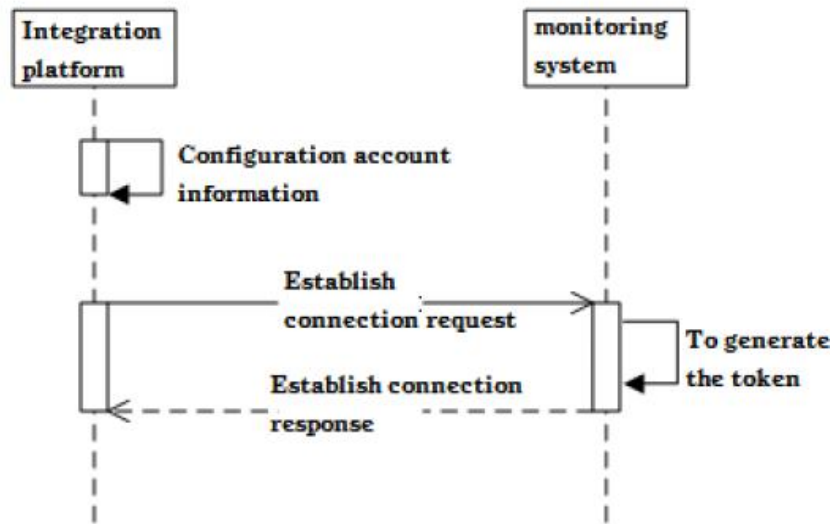 Integration
platform
monitoring
system
Configuration account
information
Establish
connection request
To generate
the token
Establish connection
response